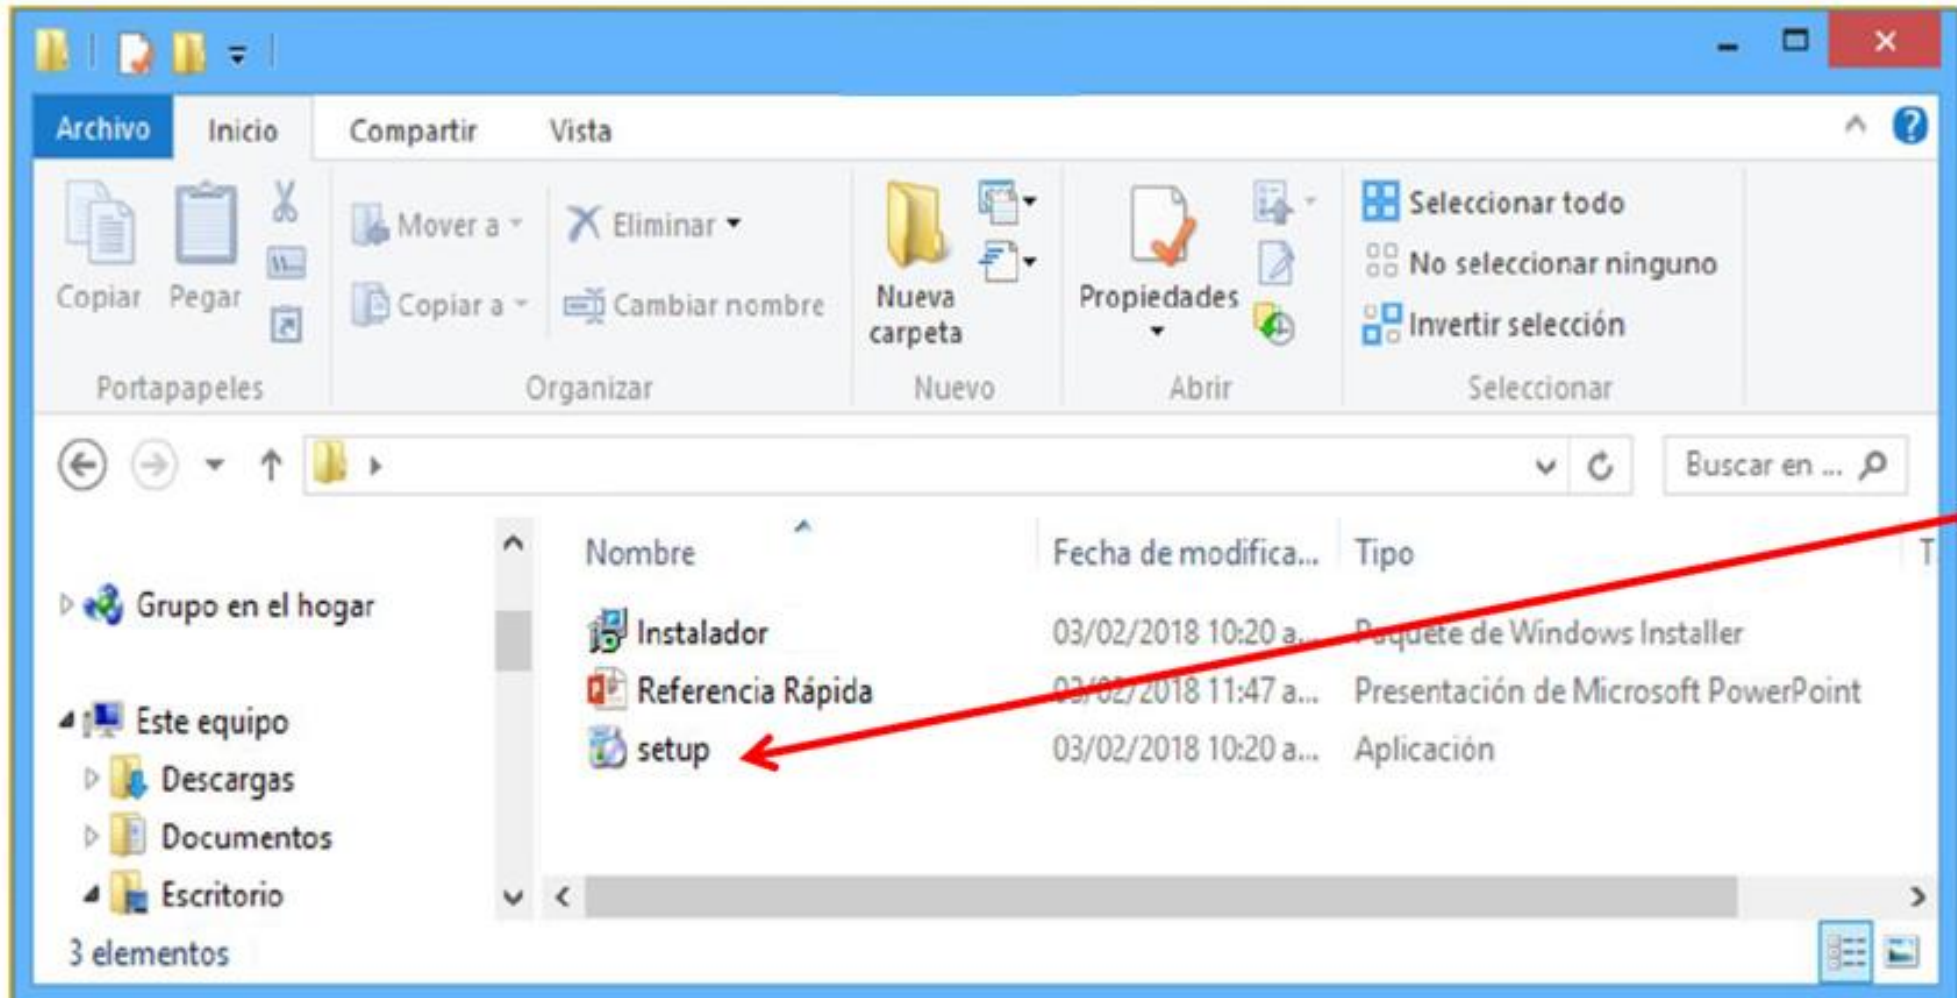 Archivo Inicio Compartir Vista
Copiar Pegar Mover a Eliminar Nueva carpeta Propiedades Seleccionar todo
Copiar a Cambiar nombre No seleccionar ninguno
Invertir selección
Portapapeles Organizar Nuevo Abrir Seleccionar
Buscar en ...
Nombre Fecha de modifica... Tipo T
Grupo en el hogar
Instalador 03/02/2018 10:20 a... Paquete de Windows Installer
Referencia Rápida 03/02/2018 11:47 a... Presentación de Microsoft PowerPoint
Este equipo
setup 03/02/2018 10:20 a... Aplicación
Descargas
Documentos
Escritorio
3 elementos